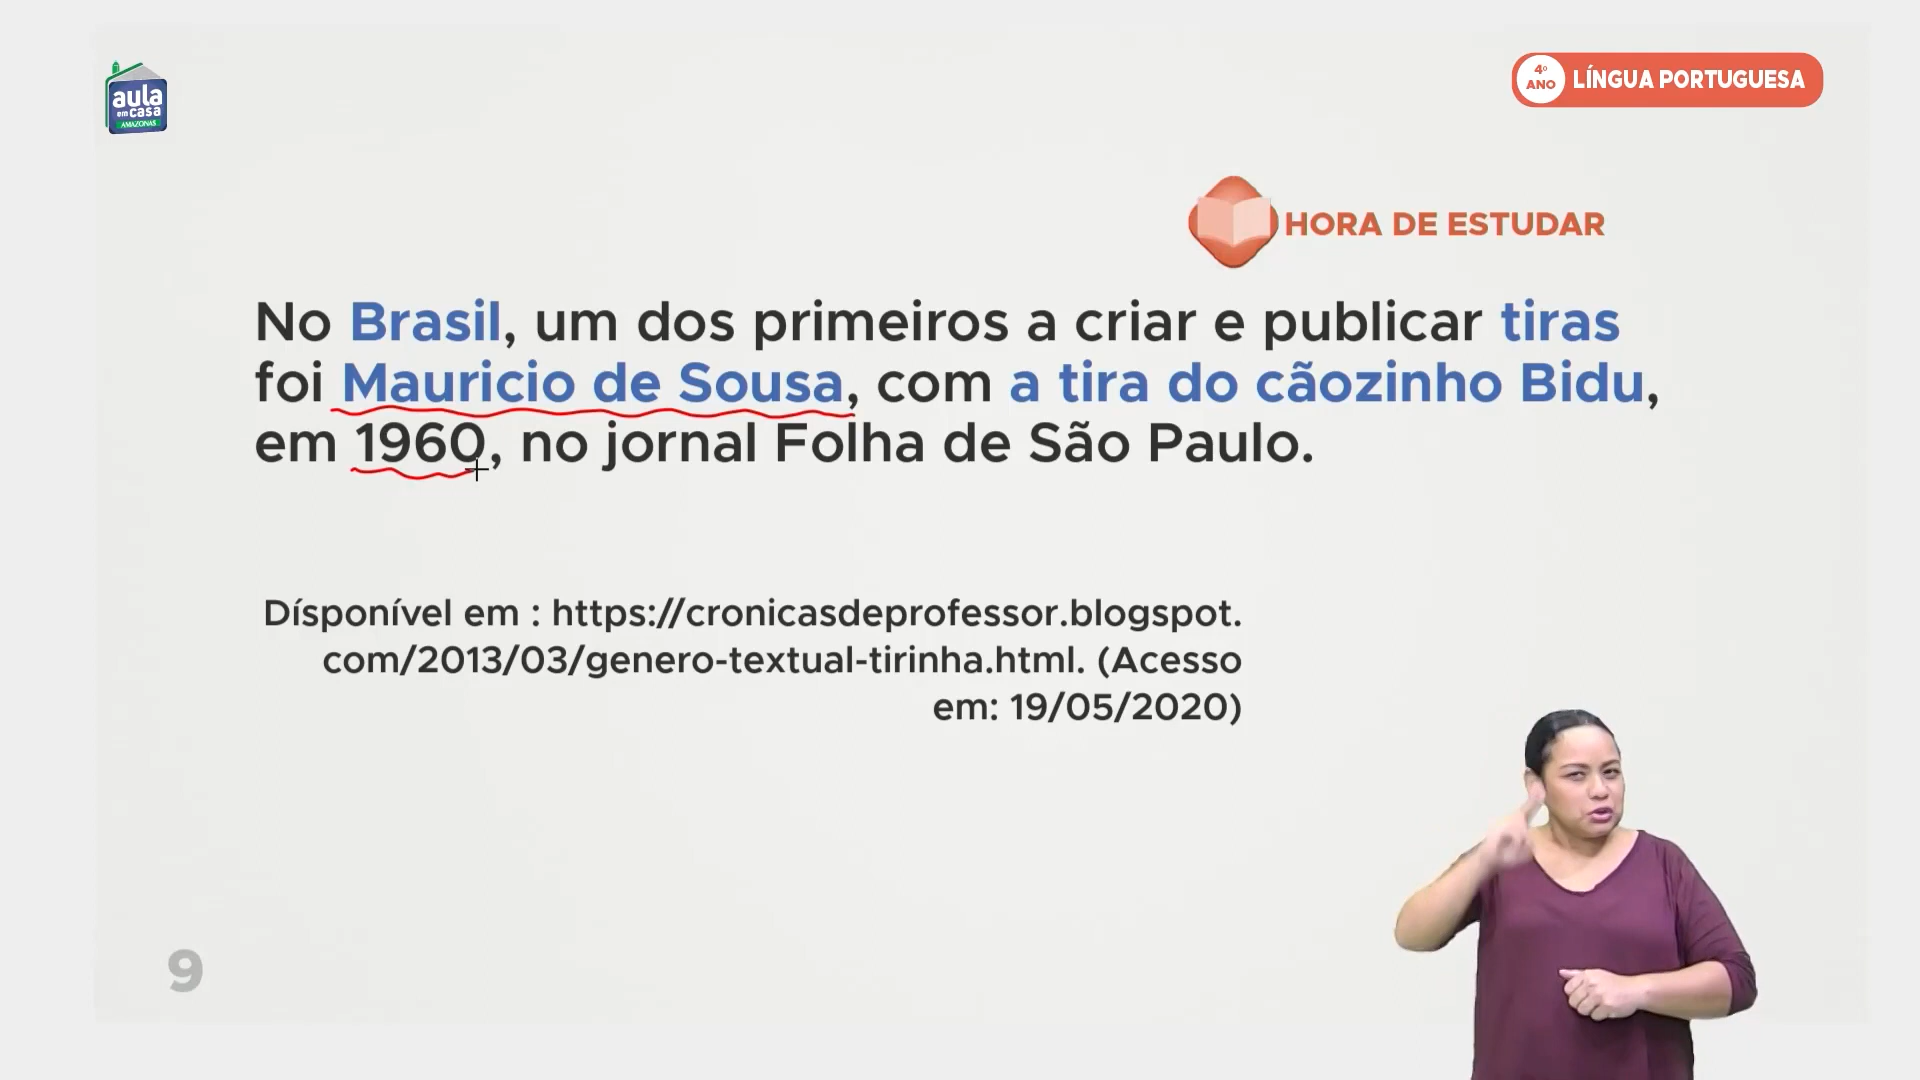 aula
em casa
AMAZONAS
4º
ANO
LÍNGUA PORTUGUESA
HORA DE ESTUDAR
No Brasil, um dos primeiros a criar e publicar tiras
foi Mauricio de Sousa, com a tira do cãozinho Bidu,
em 1960, no jornal Folha de São Paulo.
Dísponível em : https://cronicasdeprofessor.blogspot.
com/2013/03/genero-textual-tirinha.html. (Acesso
em: 19/05/2020)
9